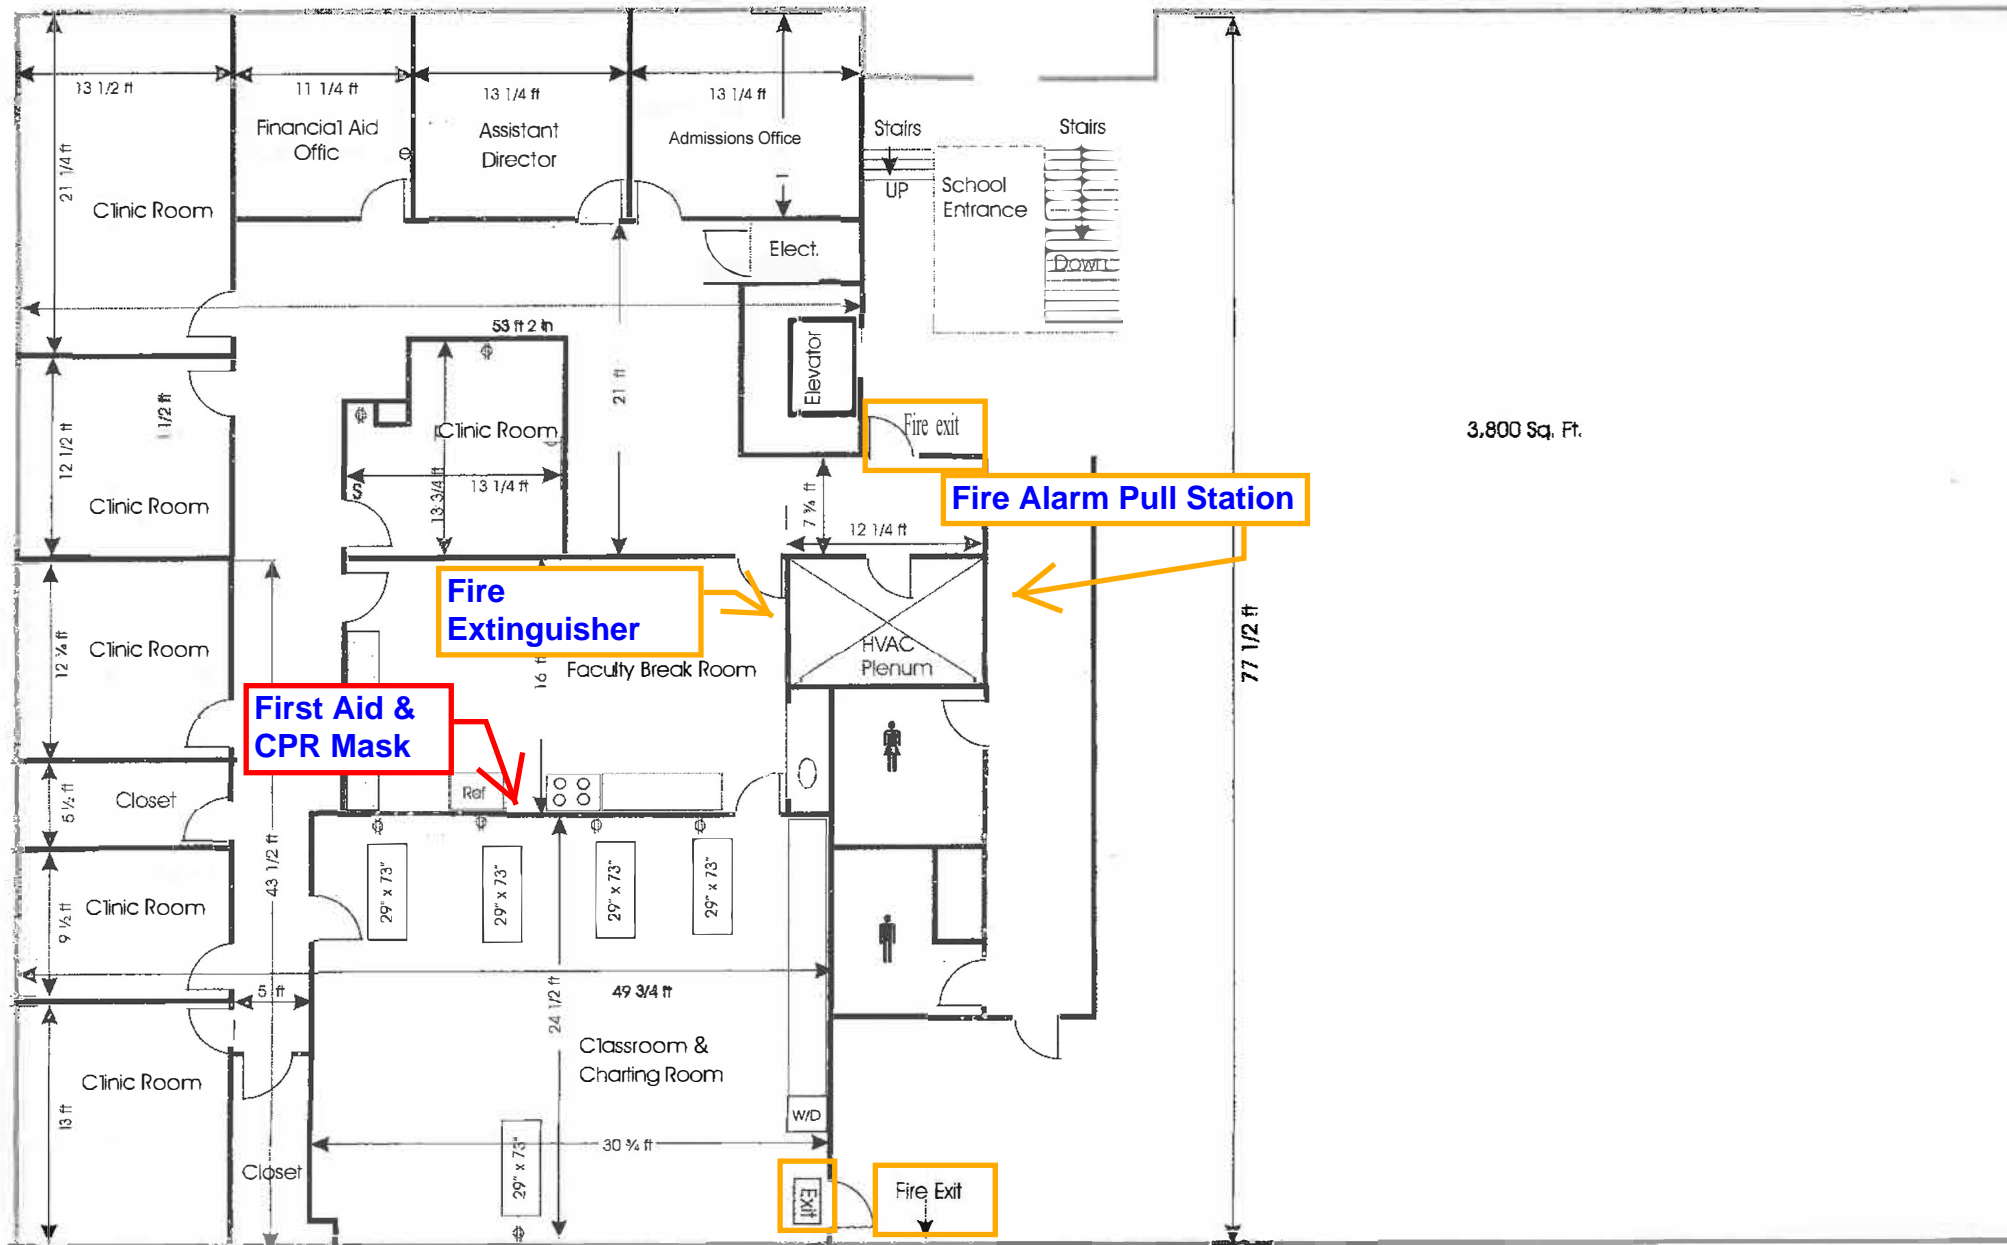 13 1/2 ft
11 1/4 ft
13 1/4 ft
13 1/4 ft
Financial Aid
Offic
Assistant
Director
Admissions Office
Stairs
UP
School
Entrance
Stairs
Down
21 1/4 ft
Clinic Room
Elect.
53 ft 2 in
21 ft
Elevator
Fire exit
3,800 Sq. Ft.
12 1/2 ft
1 1/2 ft
Clinic Room
Clinic Room
13 3/4 ft
13 1/4 ft
S
7 ¾ ft
12 1/4 ft
Fire Alarm Pull Station
Fire
Extinguisher
HVAC
Plenum
77 1/2 ft
12 ¾ ft
Clinic Room
16 ft
Faculty Break Room
First Aid &
CPR Mask
Ref
5 ½ ft
Closet
43 1/2 ft
29" x 73"
29" x 73"
29" x 73"
29" x 73"
9 ½ ft
Clinic Room
5 ft
49 3/4 ft
24 1/2 ft
Classroom &
Charting Room
13 ft
Clinic Room
W/D
30 ¾ ft
Closet
29" x 73"
Exit
Fire Exit